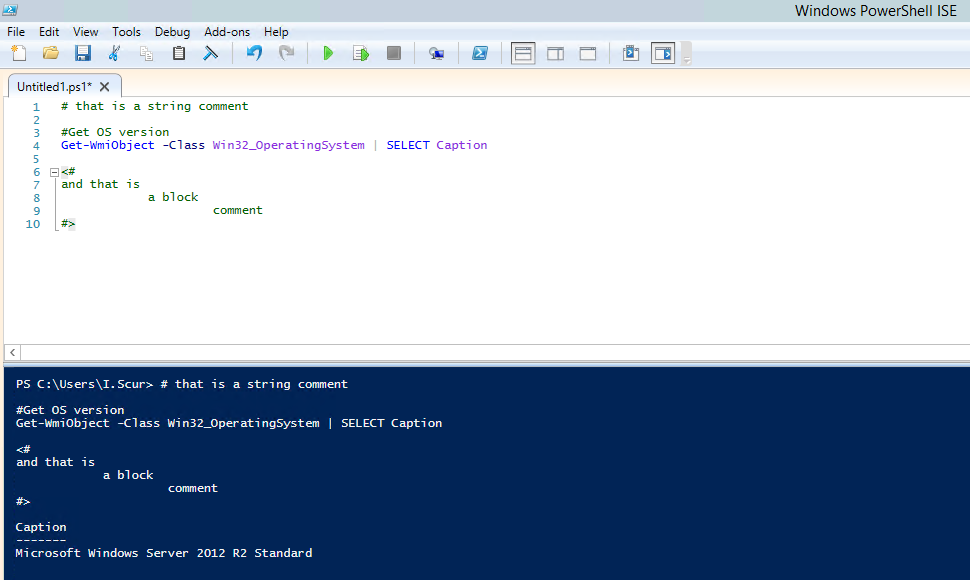 Windows PowerShell ISE
File Edit View Tools Debug Add-ons Help
Untitled1.ps1*
1 # that is a string comment
2
3 #Get OS version
4 Get-WmiObject -Class Win32_OperatingSystem | SELECT Caption
5
6 <#
7 and that is
8 a block
9 comment
10 #>
PS C:\Users\I.Scur> # that is a string comment
#Get OS version
Get-WmiObject -Class Win32_OperatingSystem | SELECT Caption
<#
and that is
a block
comment
#>
Caption
-------
Microsoft Windows Server 2012 R2 Standard